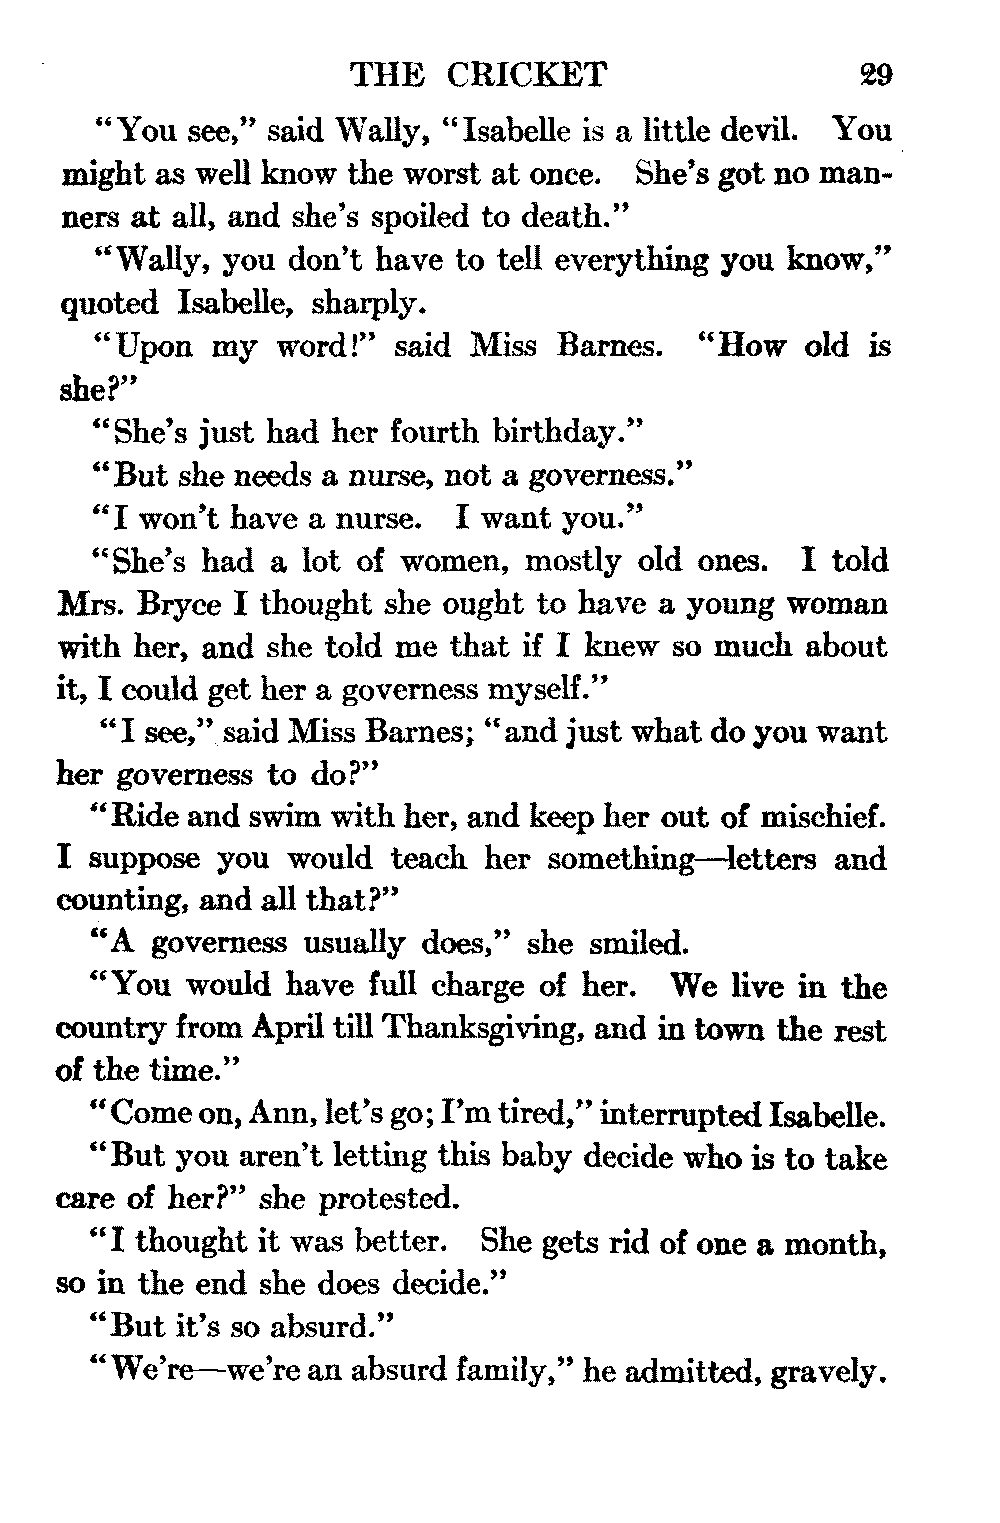 THE CRICKET 29
“You see,” said Wally, “Isabelle is a little devil. You
might as well know the worst at once. She’s got no man-
ners at all, and she’s spoiled to death.”
“Wally, you don’t have to tell everything you know,”
quoted Isabelle, sharply.
“Upon my word!” said Miss Barnes. “How old is
she?”
“She’s just had her fourth birthday.”
“But she needs a nurse, not a governess.”
“I won’t have a nurse. I want you.”
“She’s had a lot of women, mostly old ones. I told
Mrs. Bryce I thought she ought to have a young woman
with her, and she told me that if I knew so much about
it, I could get her a governess myself.”
“I see,” said Miss Barnes; “and just what do you want
her governess to do?”
“Ride and swim with her, and keep her out of mischief.
I suppose you would teach her something—letters and
counting, and all that?”
“A governess usually does,” she smiled.
“You would have full charge of her. We live in the
country from April till Thanksgiving, and in town the rest
of the time.”
“Come on, Ann, let’s go; I’m tired,” interrupted Isabelle.
“But you aren’t letting this baby decide who is to take
care of her?” she protested.
“I thought it was better. She gets rid of one a month,
so in the end she does decide.”
“But it’s so absurd.”
“We’re—we’re an absurd family,” he admitted, gravely.